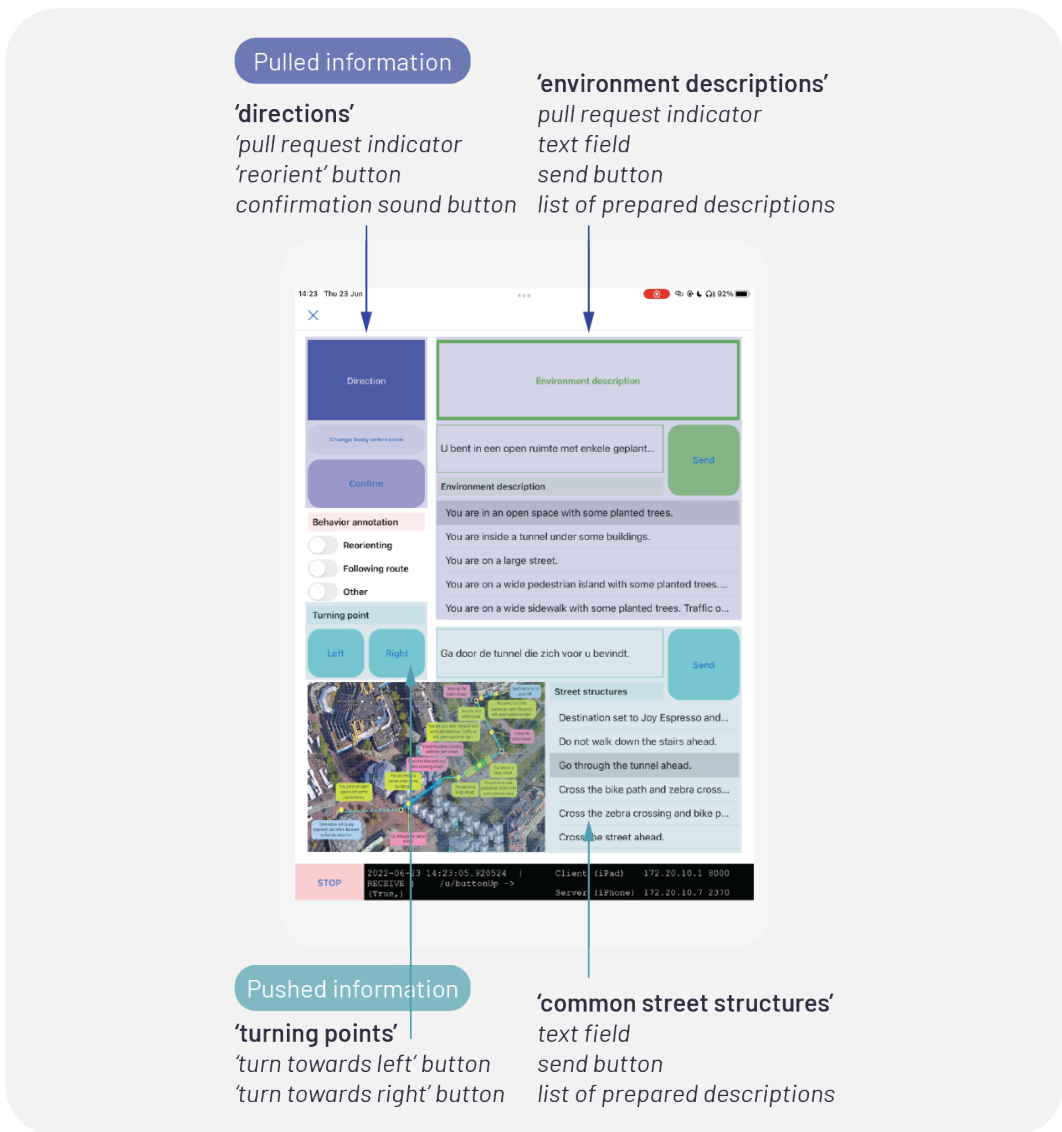 Pulled information
‘directions’
‘pull request indicator
‘reorient’ button
confirmation sound button
‘environment descriptions’
pull request indicator
text field
send button
list of prepared descriptions
14:23 Thu 23 Jun
92%
Direction
Environment description
Change body orientation
Confirm
U bent in een open ruimte met enkele geplant...
Send
Environment description
You are in an open space with some planted trees.
You are inside a tunnel under some buildings.
You are on a large street.
You are on a wide pedestrian island with some planted trees....
You are on a wide sidewalk with some planted trees. Traffic o...
Behavior annotation
Reorienting
Following route
Other
Turning point
Left
Right
Ga door de tunnel die zich voor u bevindt.
Send
Street structures
Destination set to Joy Espresso and...
Do not walk down the stairs ahead.
Go through the tunnel ahead.
Cross the bike path and zebra cross...
Cross the zebra crossing and bike p...
Cross the street ahead.
STOP
2022-06-23 14:23:05.920524 |
RECEIVE | /u/buttonUp ->
(True,)
Client (iPad) 172.20.10.1 8000
Server (iPhone) 172.20.10.7 2370
Pushed information
‘turning points’
‘turn towards left’ button
‘turn towards right’ button
‘common street structures’
text field
send button
list of prepared descriptions